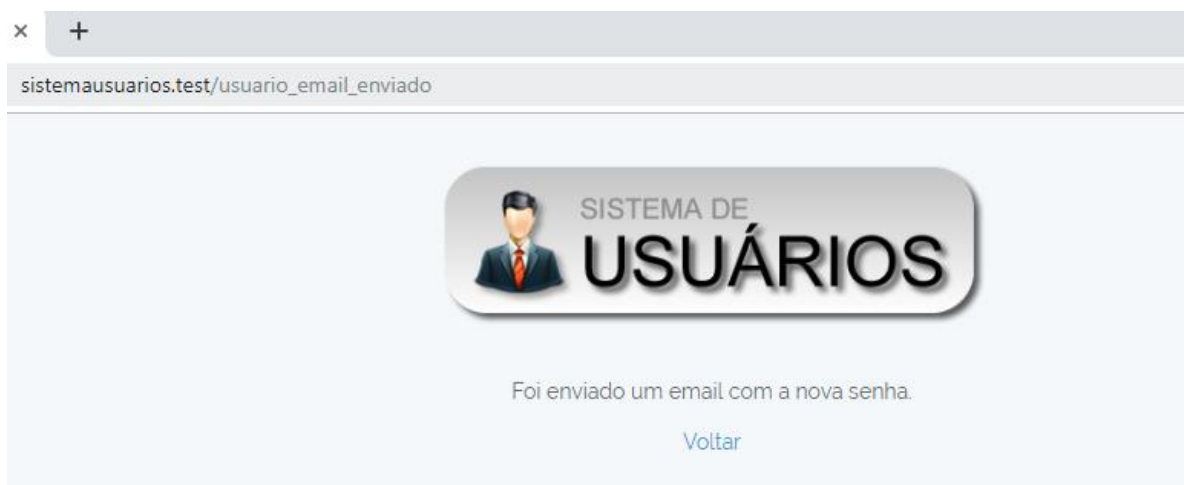 × +
sistemausuarios.test/usuario_email_enviado
SISTEMA DE
USUÁRIOS
Foi enviado um email com a nova senha.
Voltar